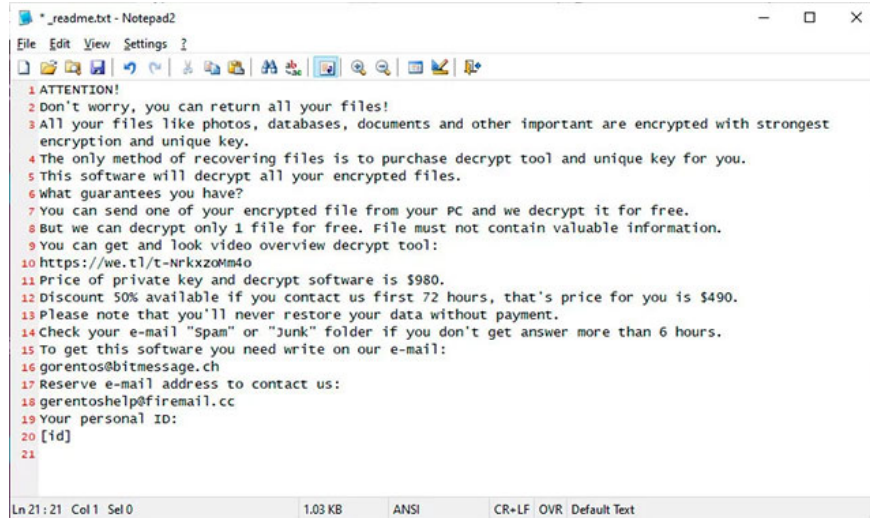 * _readme.txt - Notepad2
File Edit View Settings ?
1 ATTENTION!
2 Don't worry, you can return all your files!
3 All your files like photos, databases, documents and other important are encrypted with strongest
encryption and unique key.
4 The only method of recovering files is to purchase decrypt tool and unique key for you.
5 This software will decrypt all your encrypted files.
6 What guarantees you have?
7 You can send one of your encrypted file from your PC and we decrypt it for free.
8 But we can decrypt only 1 file for free. File must not contain valuable information.
9 You can get and look video overview decrypt tool:
10 https://we.tl/t-NrkxzoMm4o
11 Price of private key and decrypt software is $980.
12 Discount 50% available if you contact us first 72 hours, that's price for you is $490.
13 Please note that you'll never restore your data without payment.
14 Check your e-mail "Spam" or "Junk" folder if you don't get answer more than 6 hours.
15 To get this software you need write on our e-mail:
16 gorentos@bitmessage.ch
17 Reserve e-mail address to contact us:
18 gerentoshelp@firemail.cc
19 Your personal ID:
20 [id]
21
Ln 21 : 21 Col 1 Sel 0 1.03 KB ANSI CR+LF OVR Default Text